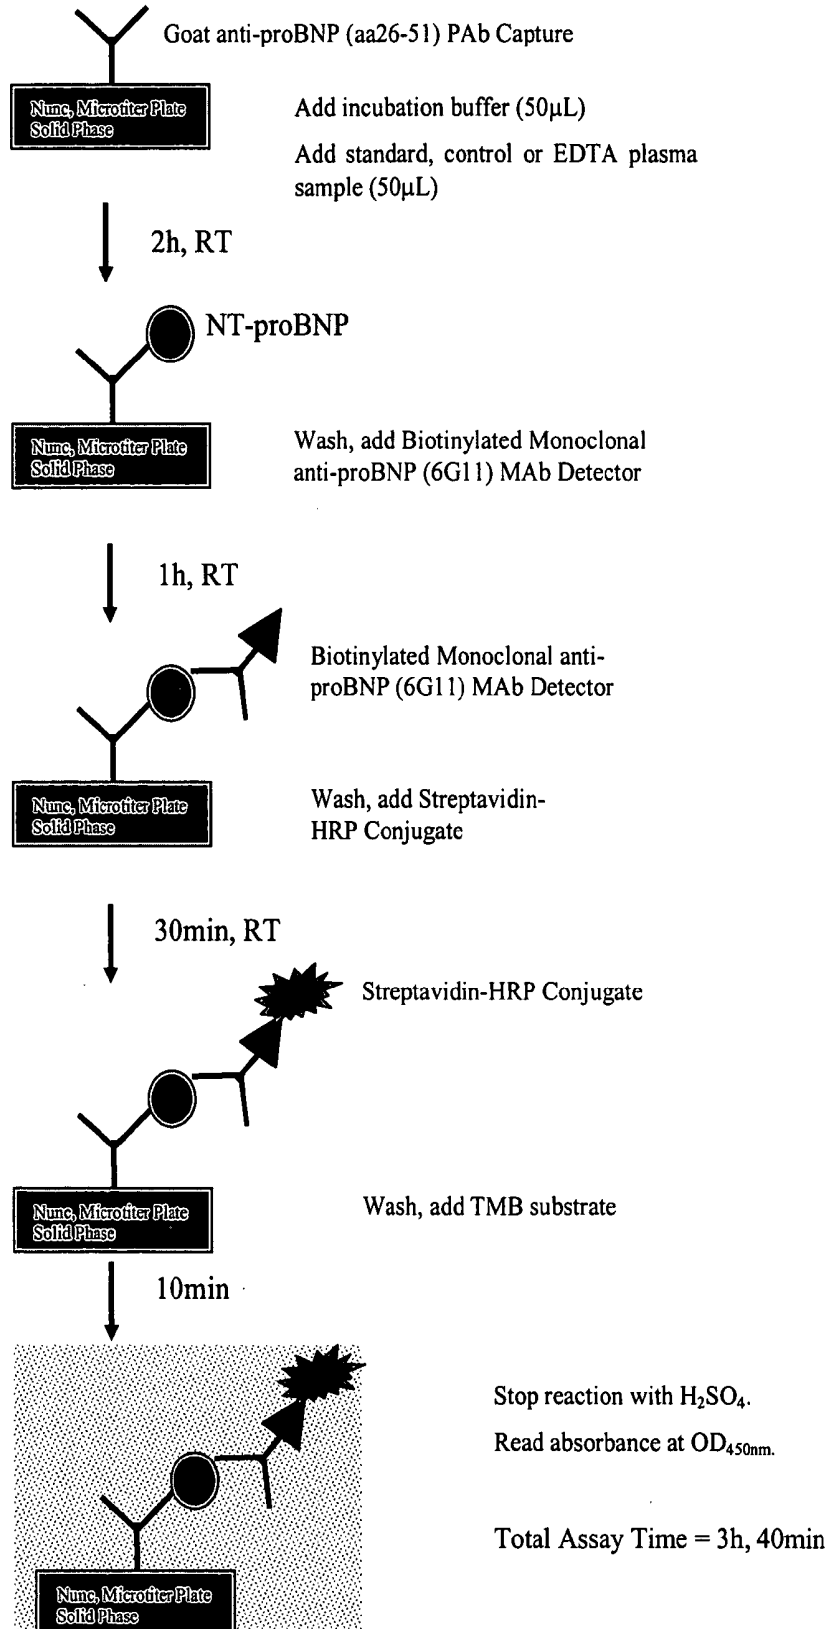 Goat anti-proBNP (aa26-51) PAb Capture
Nunc, Microtiter Plate
Solid Phase
Add incubation buffer (50μL)
Add standard, control or EDTA plasma
sample (50μL)
2h, RT
NT-proBNP
Nunc, Microtiter Plate
Solid Phase
Wash, add Biotinylated Monoclonal
anti-proBNP (6G11) MAb Detector
1h, RT
Biotinylated Monoclonal anti-
proBNP (6G11) MAb Detector
Nunc, Microtiter Plate
Solid Phase
Wash, add Streptavidin-
HRP Conjugate
30min, RT
Streptavidin-HRP Conjugate
Nunc, Microtiter Plate
Solid Phase
Wash, add TMB substrate
10min
Stop reaction with H₂SO₄.
Read absorbance at OD450nm.
Total Assay Time = 3h, 40min
Nunc, Microtiter Plate
Solid Phase